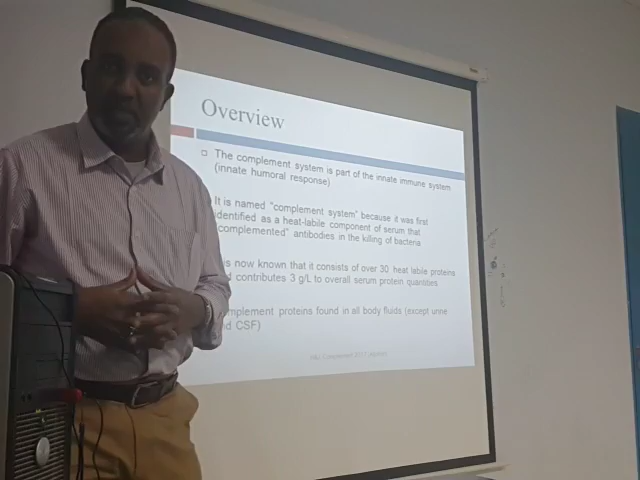 Overview
The complement system is part of the innate immune system
(innate humoral response)
It is named "complement system" because it was first
identified as a heat-labile component of serum that
"complemented" antibodies in the killing of bacteria
is now known that it consists of over 30 heat labile proteins
d contributes 3 g/L to overall serum protein quantities
mplement proteins found in all body fluids (except urine
nd CSF)